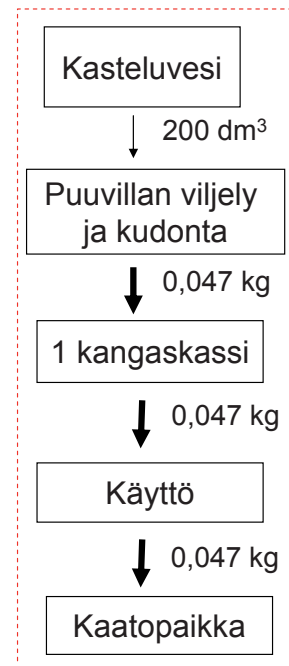 Kasteluvesi
200 dm³
Puuvillan viljely
ja kudonta
0,047 kg
1 kangaskassi
0,047 kg
Käyttö
0,047 kg
Kaatopaikka